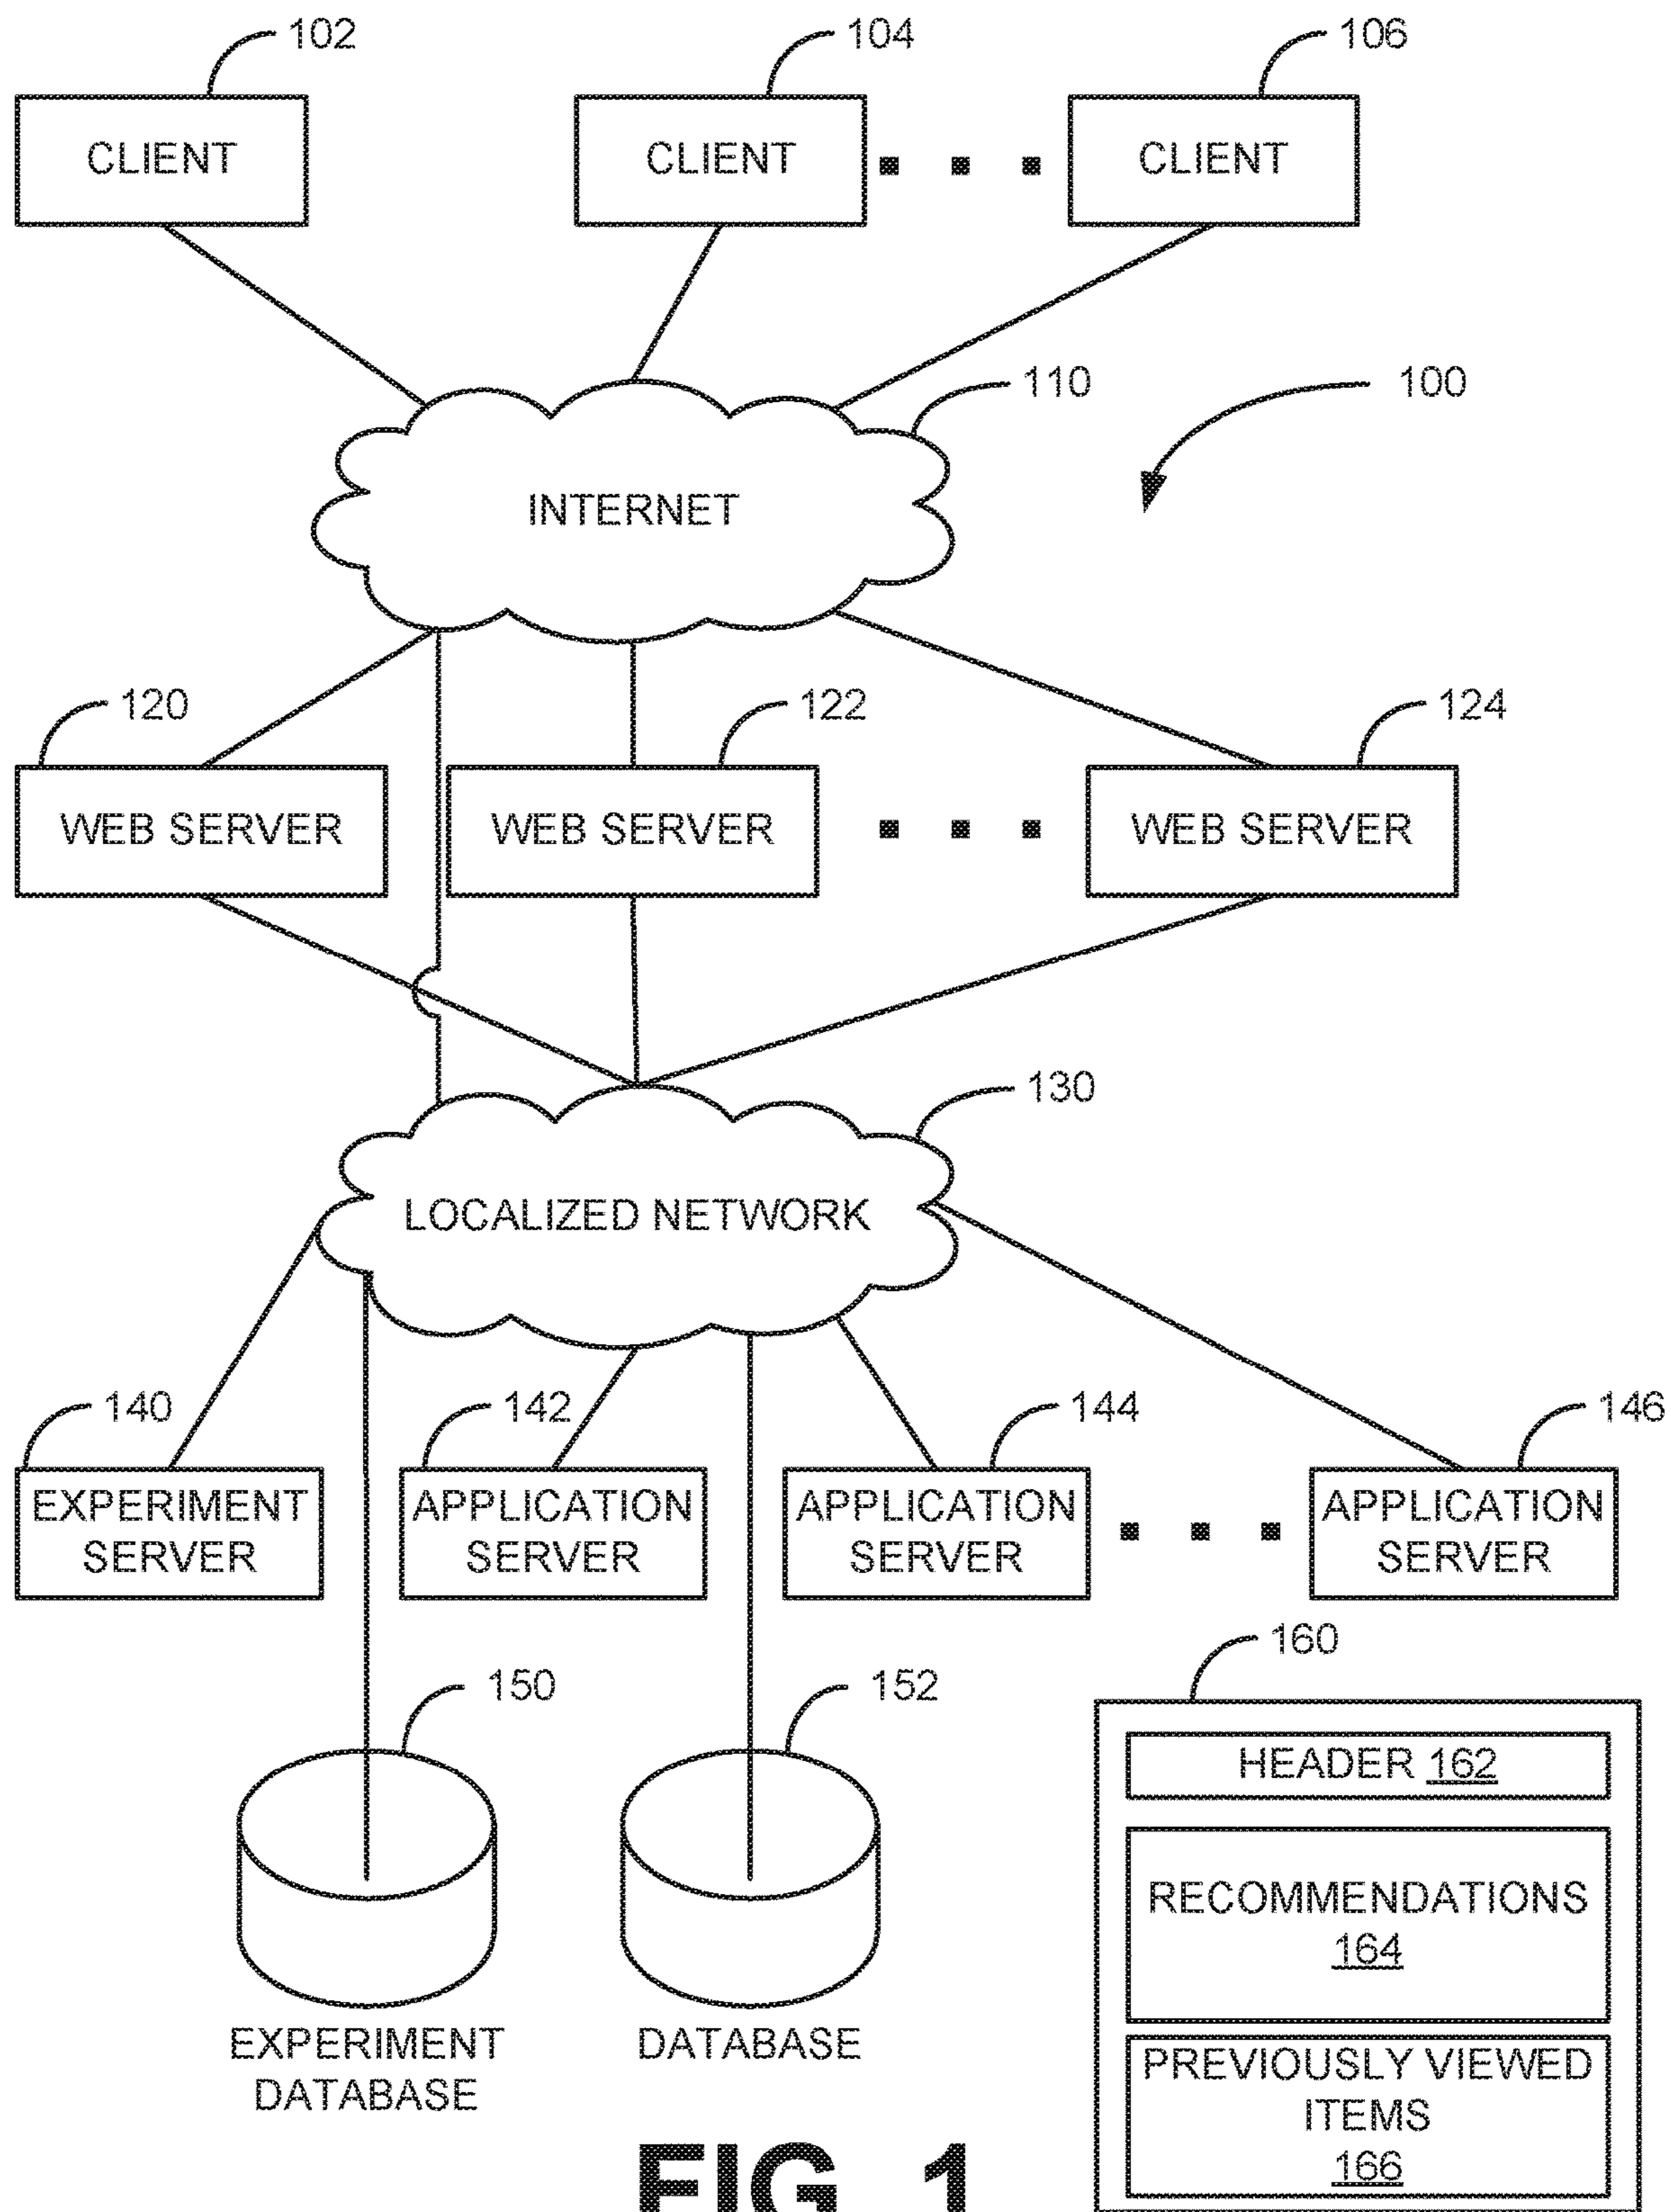 102
104
106
CLIENT
CLIENT
CLIENT
110
100
INTERNET
120
122
124
WEB SERVER
WEB SERVER
WEB SERVER
130
LOCALIZED NETWORK
140
142
144
146
EXPERIMENT
SERVER
APPLICATION
SERVER
APPLICATION
SERVER
APPLICATION
SERVER
160
150
152
HEADER 162
RECOMMENDATIONS
164
EXPERIMENT
DATABASE
DATABASE
PREVIOUSLY VIEWED
ITEMS
166
FIG. 1